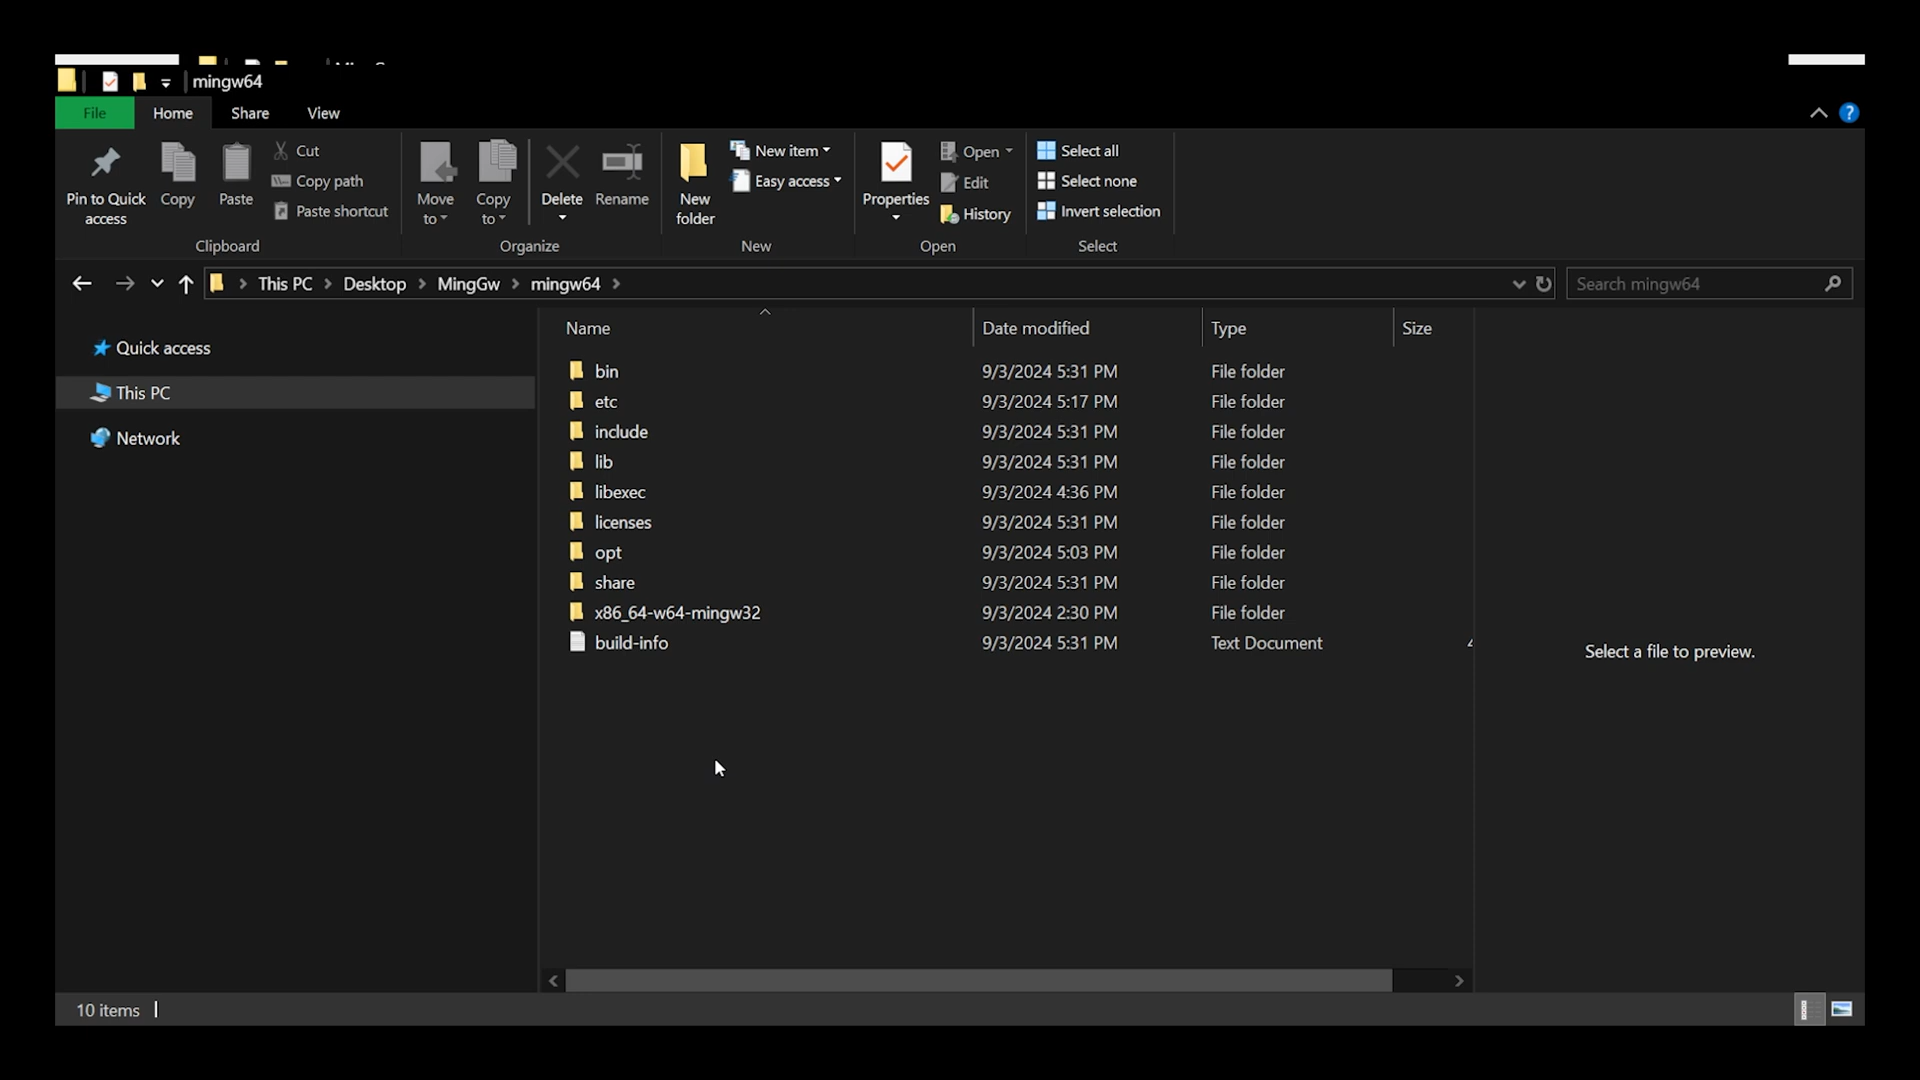 mingw64
File Home Share View
Pin to Quick access
Copy
Paste
Cut
Copy path
Paste shortcut
Clipboard
Move to
Copy to
Delete
Rename
Organize
New folder
New item
Easy access
New
Properties
Open
Edit
History
Open
Select all
Select none
Invert selection
Select
This PC > Desktop > MingGw > mingw64 >
Search mingw64
Quick access
This PC
Network
Name Date modified Type Size
bin 9/3/2024 5:31 PM File folder
etc 9/3/2024 5:17 PM File folder
include 9/3/2024 5:31 PM File folder
lib 9/3/2024 5:31 PM File folder
libexec 9/3/2024 4:36 PM File folder
licenses 9/3/2024 5:31 PM File folder
opt 9/3/2024 5:03 PM File folder
share 9/3/2024 5:31 PM File folder
x86_64-w64-mingw32 9/3/2024 2:30 PM File folder
build-info 9/3/2024 5:31 PM Text Document
Select a file to preview.
10 items